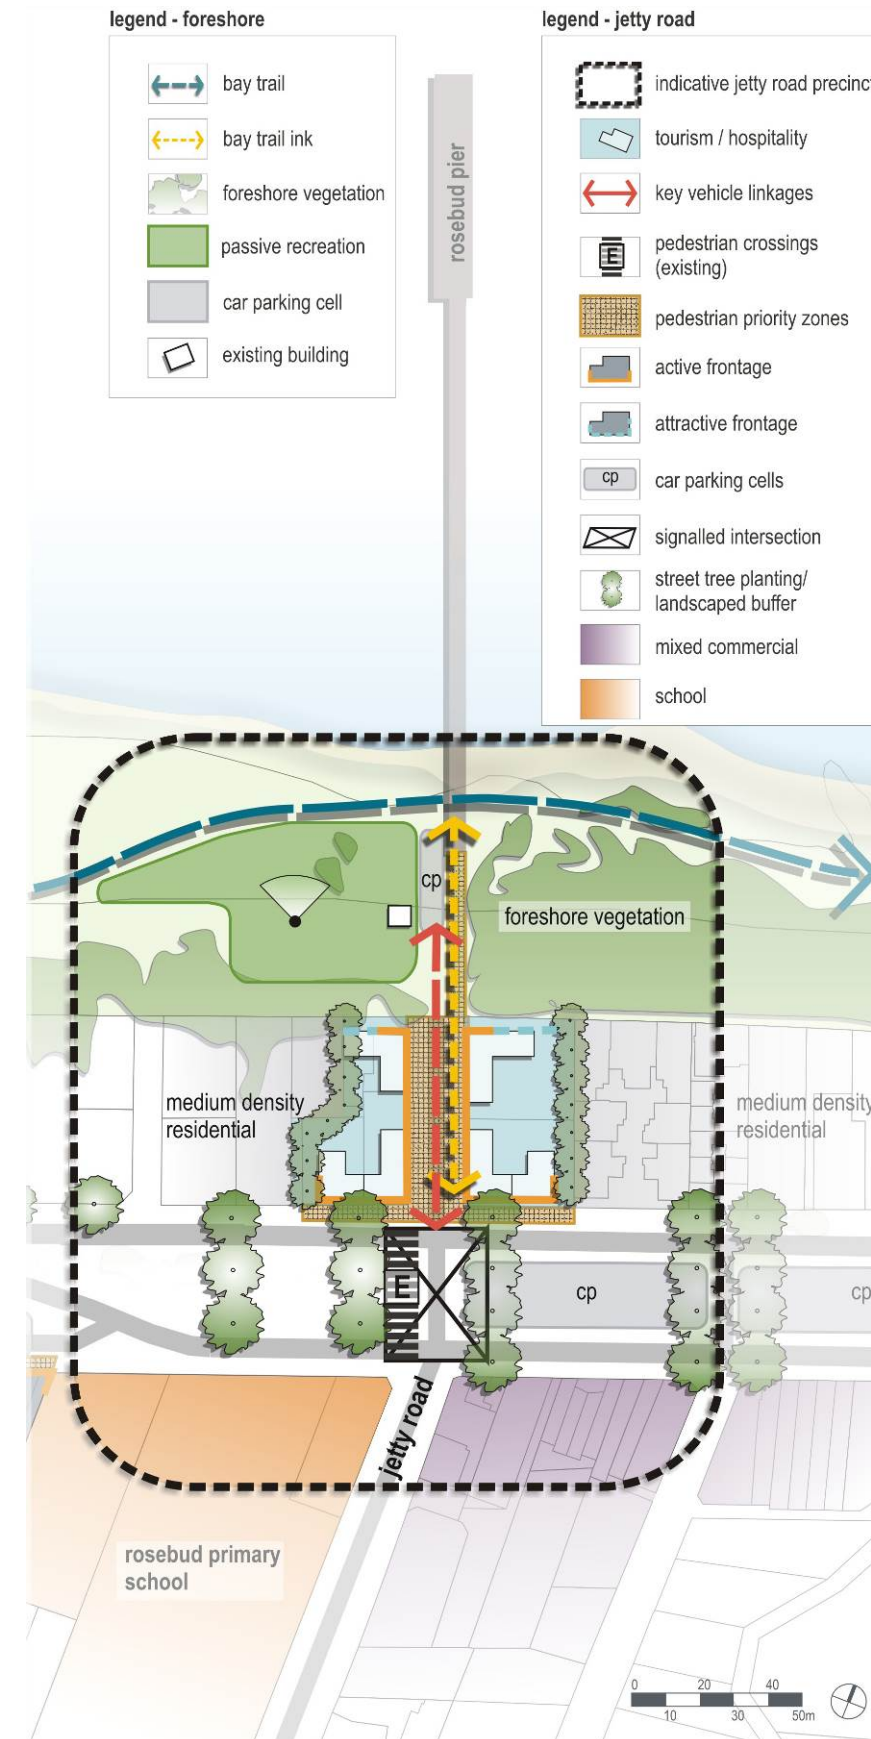 legend - foreshore
bay trail
bay trail ink
foreshore vegetation
passive recreation
car parking cell
existing building
legend - jetty road
indicative jetty road precinct
tourism / hospitality
key vehicle linkages
E
pedestrian crossings
(existing)
pedestrian priority zones
active frontage
attractive frontage
cp
car parking cells
signalled intersection
street tree planting/
landscaped buffer
mixed commercial
school
rosebud pier
cp
foreshore vegetation
medium density
residential
medium density
residential
E
cp
cp
jetty road
rosebud primary
school
0 20 40
10 30 50m